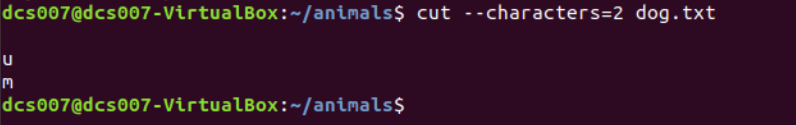 dcs007@dcs007-VirtualBox:~/animals$ cut --characters=2 dog.txt

u
m
dcs007@dcs007-VirtualBox:~/animals$